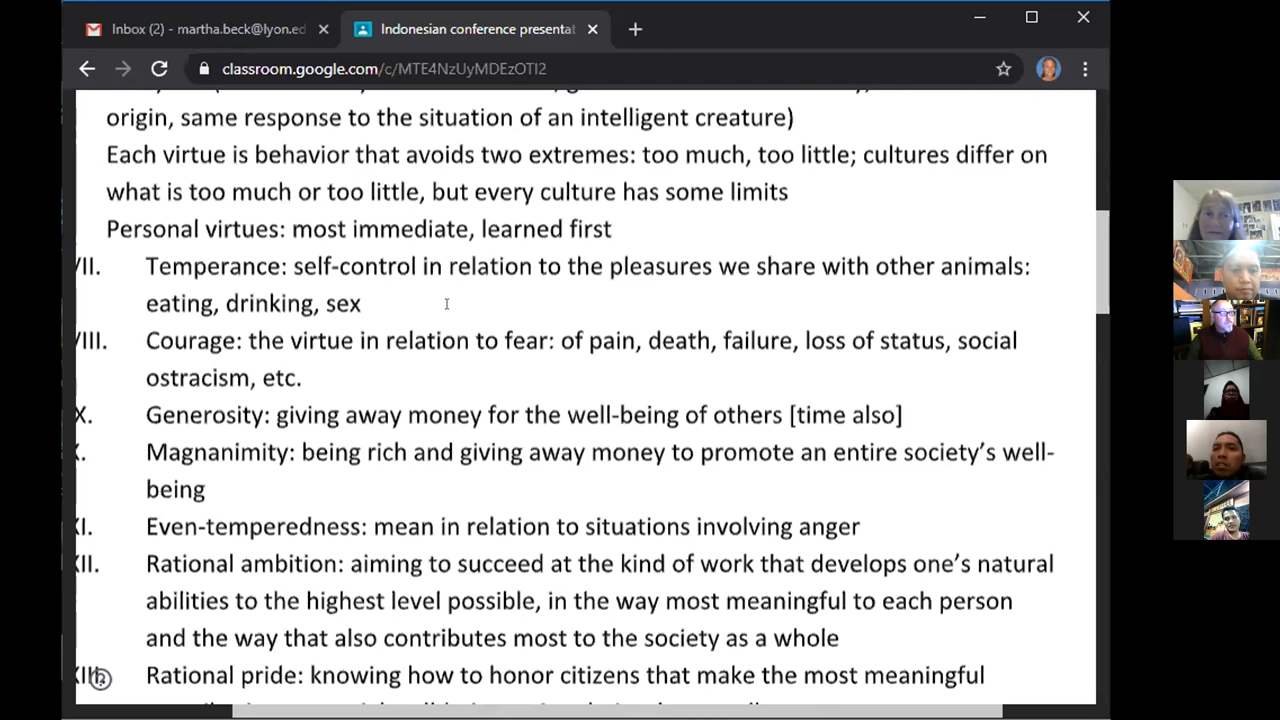 Inbox (2) - martha.beck@lyon.ed
Indonesian conference presentat
classroom.google.com/c/MTE4NzUyMDEzOTI2
origin, same response to the situation of an intelligent creature)
Each virtue is behavior that avoids two extremes: too much, too little; cultures differ on
what is too much or too little, but every culture has some limits
Personal virtues: most immediate, learned first
VII. Temperance: self-control in relation to the pleasures we share with other animals:
eating, drinking, sex
VIII. Courage: the virtue in relation to fear: of pain, death, failure, loss of status, social
ostracism, etc.
X. Generosity: giving away money for the well-being of others [time also]
Magnanimity: being rich and giving away money to promote an entire society's well-
being
XI. Even-temperedness: mean in relation to situations involving anger
XII. Rational ambition: aiming to succeed at the kind of work that develops one's natural
abilities to the highest level possible, in the way most meaningful to each person
and the way that also contributes most to the society as a whole
XIII. Rational pride: knowing how to honor citizens that make the most meaningful